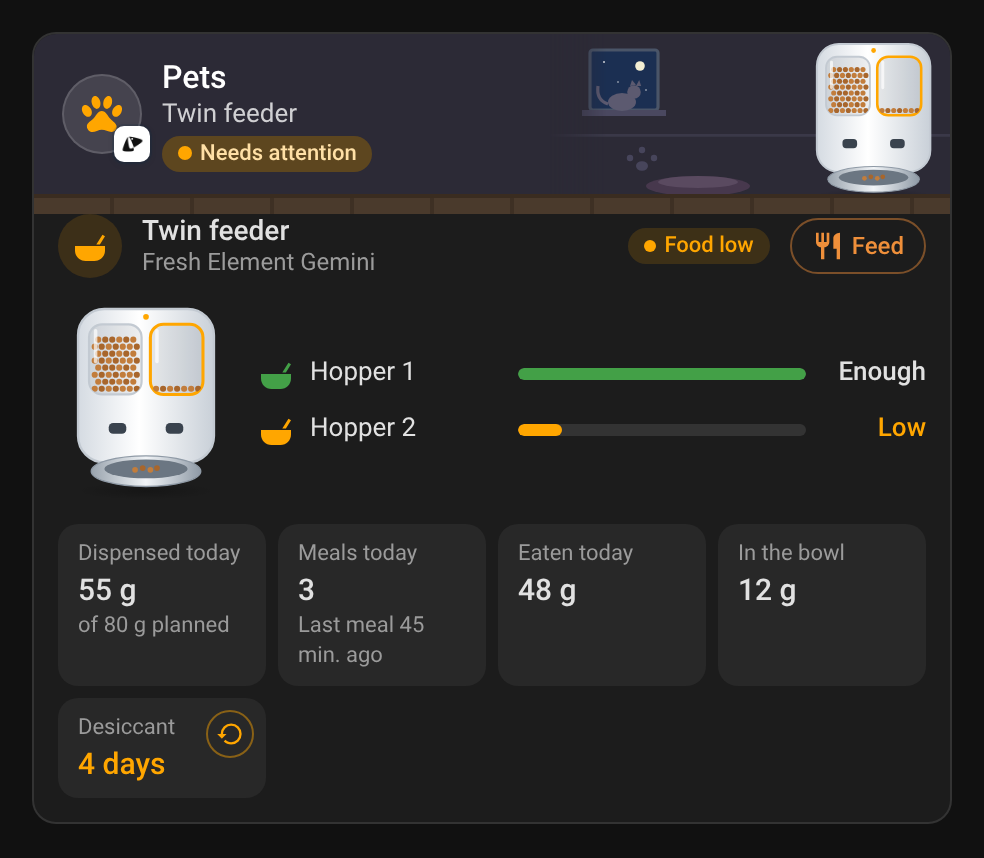 Pets
Twin feeder
Needs attention
Twin feeder
Fresh Element Gemini
Food low
Feed
Hopper 1
Enough
Hopper 2
Low
Dispensed today
55 g
of 80 g planned
Meals today
3
Last meal 45
min. ago
Eaten today
48 g
In the bowl
12 g
Desiccant
4 days